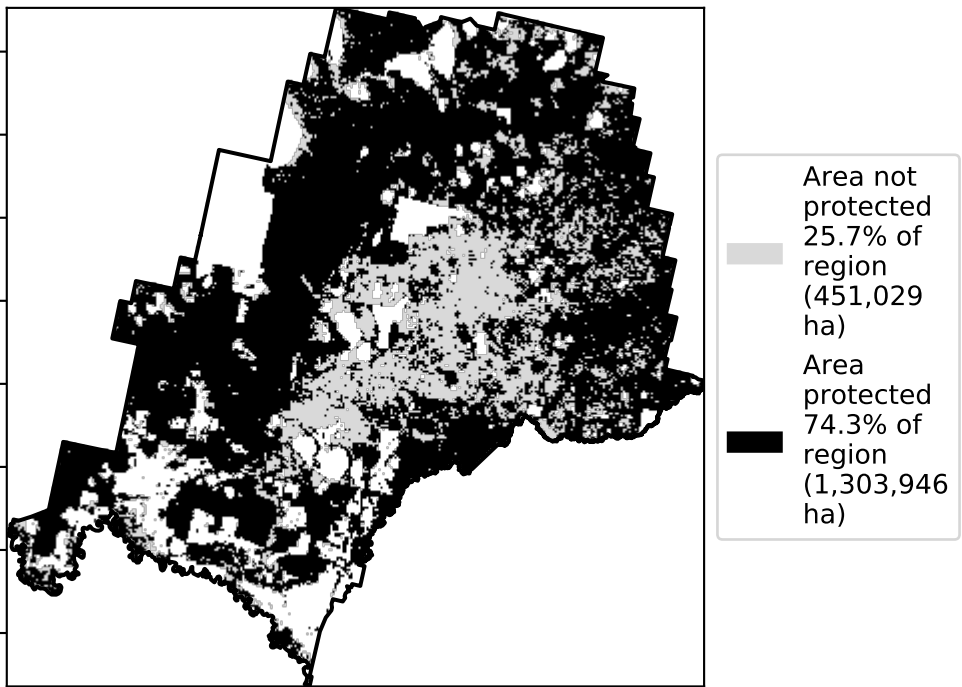 Area not
protected
25.7% of
region
(451,029
ha)
Area
protected
74.3% of
region
(1,303,946
ha)